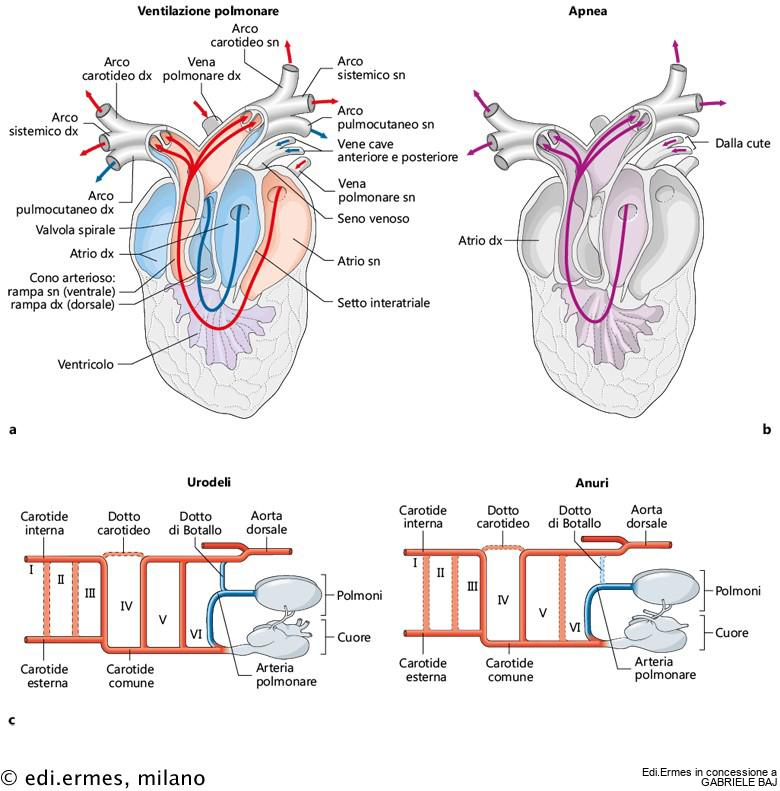 Ventilazione polmonare
Apnea
Arco
carotideo sn
Arco
carotideo dx
Vena
polmonare dx
Arco
sistemico sn
Arco
sistemico dx
Arco
pulmocutaneo sn
Vene cave
anteriore e posteriore
Arco
pulmocutaneo dx
Vena
polmonare sn
Seno venoso
Valvola spirale
Atrio dx
Atrio sn
Cono arterioso:
rampa sn (ventrale)
rampa dx (dorsale)
Setto interatriale
Ventricolo
Dalla cute
Atrio dx
a
b
Urodeli
Carotide
interna
Dotto
carotideo
Dotto
di Botallo
Aorta
dorsale
I
II
III
IV
V
VI
Polmoni
Cuore
Carotide
esterna
Carotide
comune
Arteria
polmonare
Anuri
Carotide
interna
Dotto
carotideo
Dotto
di Botallo
Aorta
dorsale
I
II
III
IV
V
VI
Polmoni
Cuore
Carotide
esterna
Carotide
comune
Arteria
polmonare
c
© edi.ermes, milano
Edi.Ermes in concessione a
GABRIELE BAJ